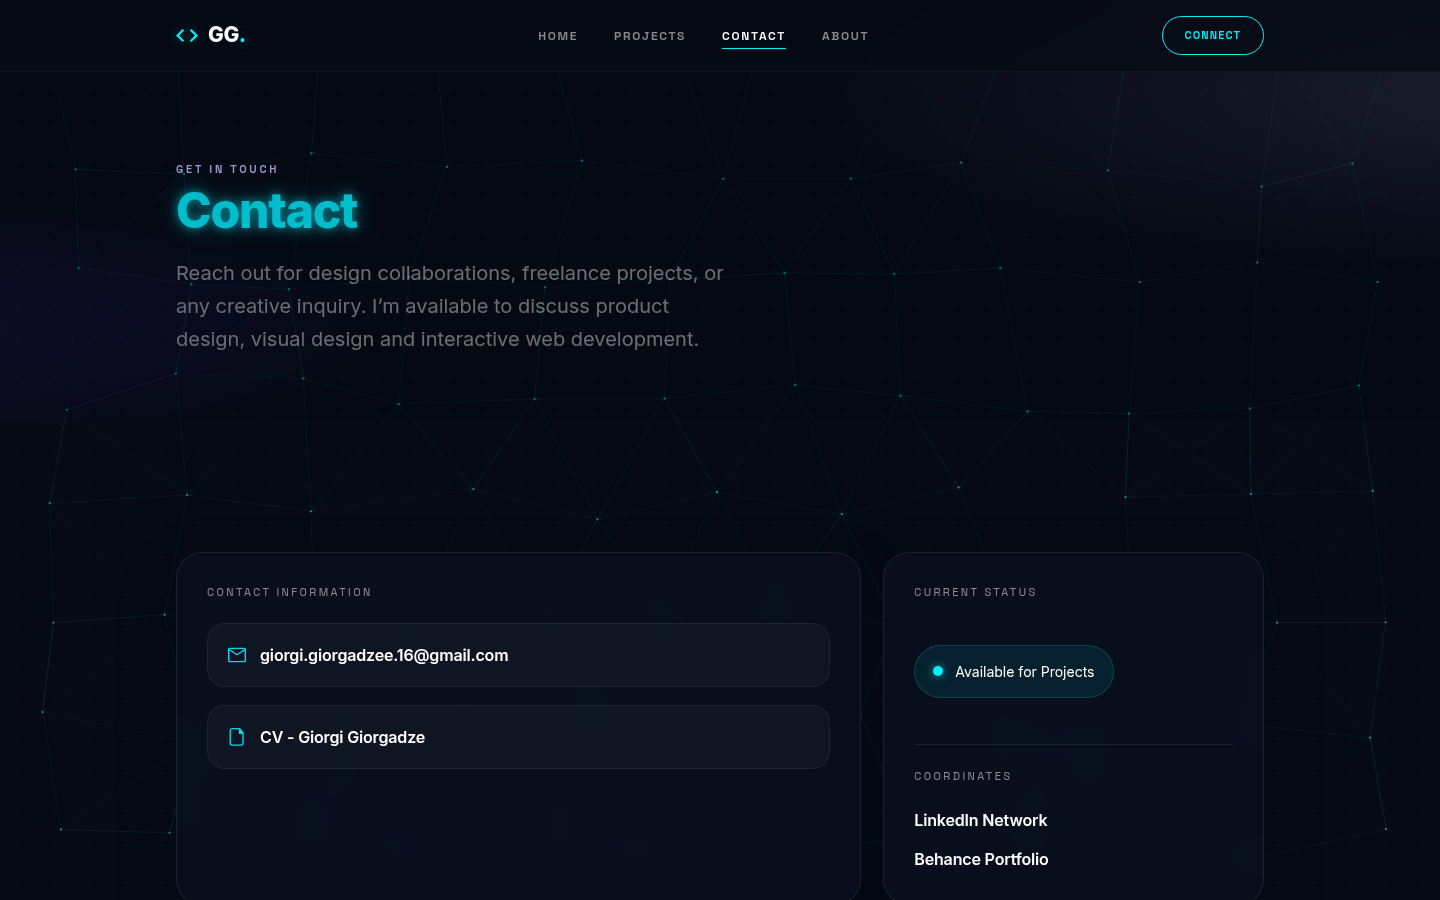 GG.
HOME
PROJECTS
CONTACT
ABOUT
CONNECT
GET IN TOUCH
Contact
Reach out for design collaborations, freelance projects, or
any creative inquiry. I’m available to discuss product
design, visual design and interactive web development.
CONTACT INFORMATION
giorgi.giorgadzee.16@gmail.com
CV - Giorgi Giorgadze
CURRENT STATUS
Available for Projects
COORDINATES
LinkedIn Network
Behance Portfolio